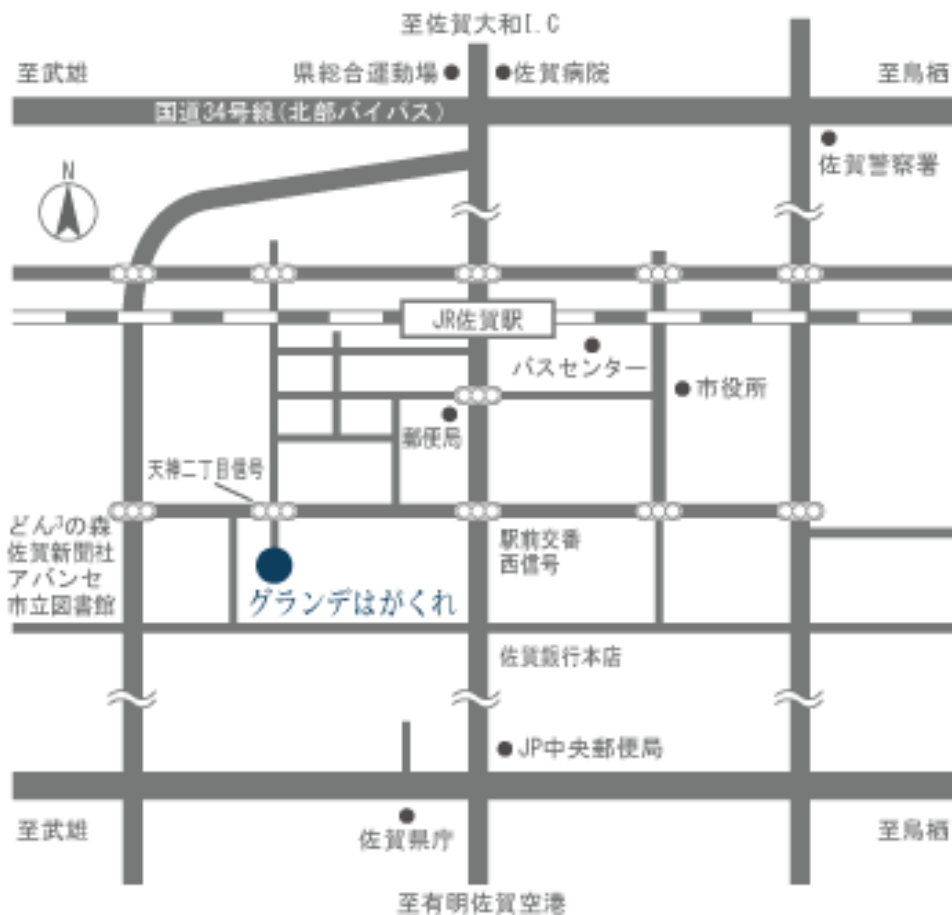 至佐賀大和I.C
至武雄
県総合運動場
佐賀病院
至鳥栖
国道34号線(北部バイパス)
佐賀警察署
N
JR佐賀駅
バスセンター
市役所
郵便局
天神二丁目信号
どん3の森
佐賀新聞社
アバンセ
市立図書館
駅前交番
西信号
グランデはがくれ
佐賀銀行本店
JP中央郵便局
至武雄
佐賀県庁
至鳥栖
至有明佐賀空港